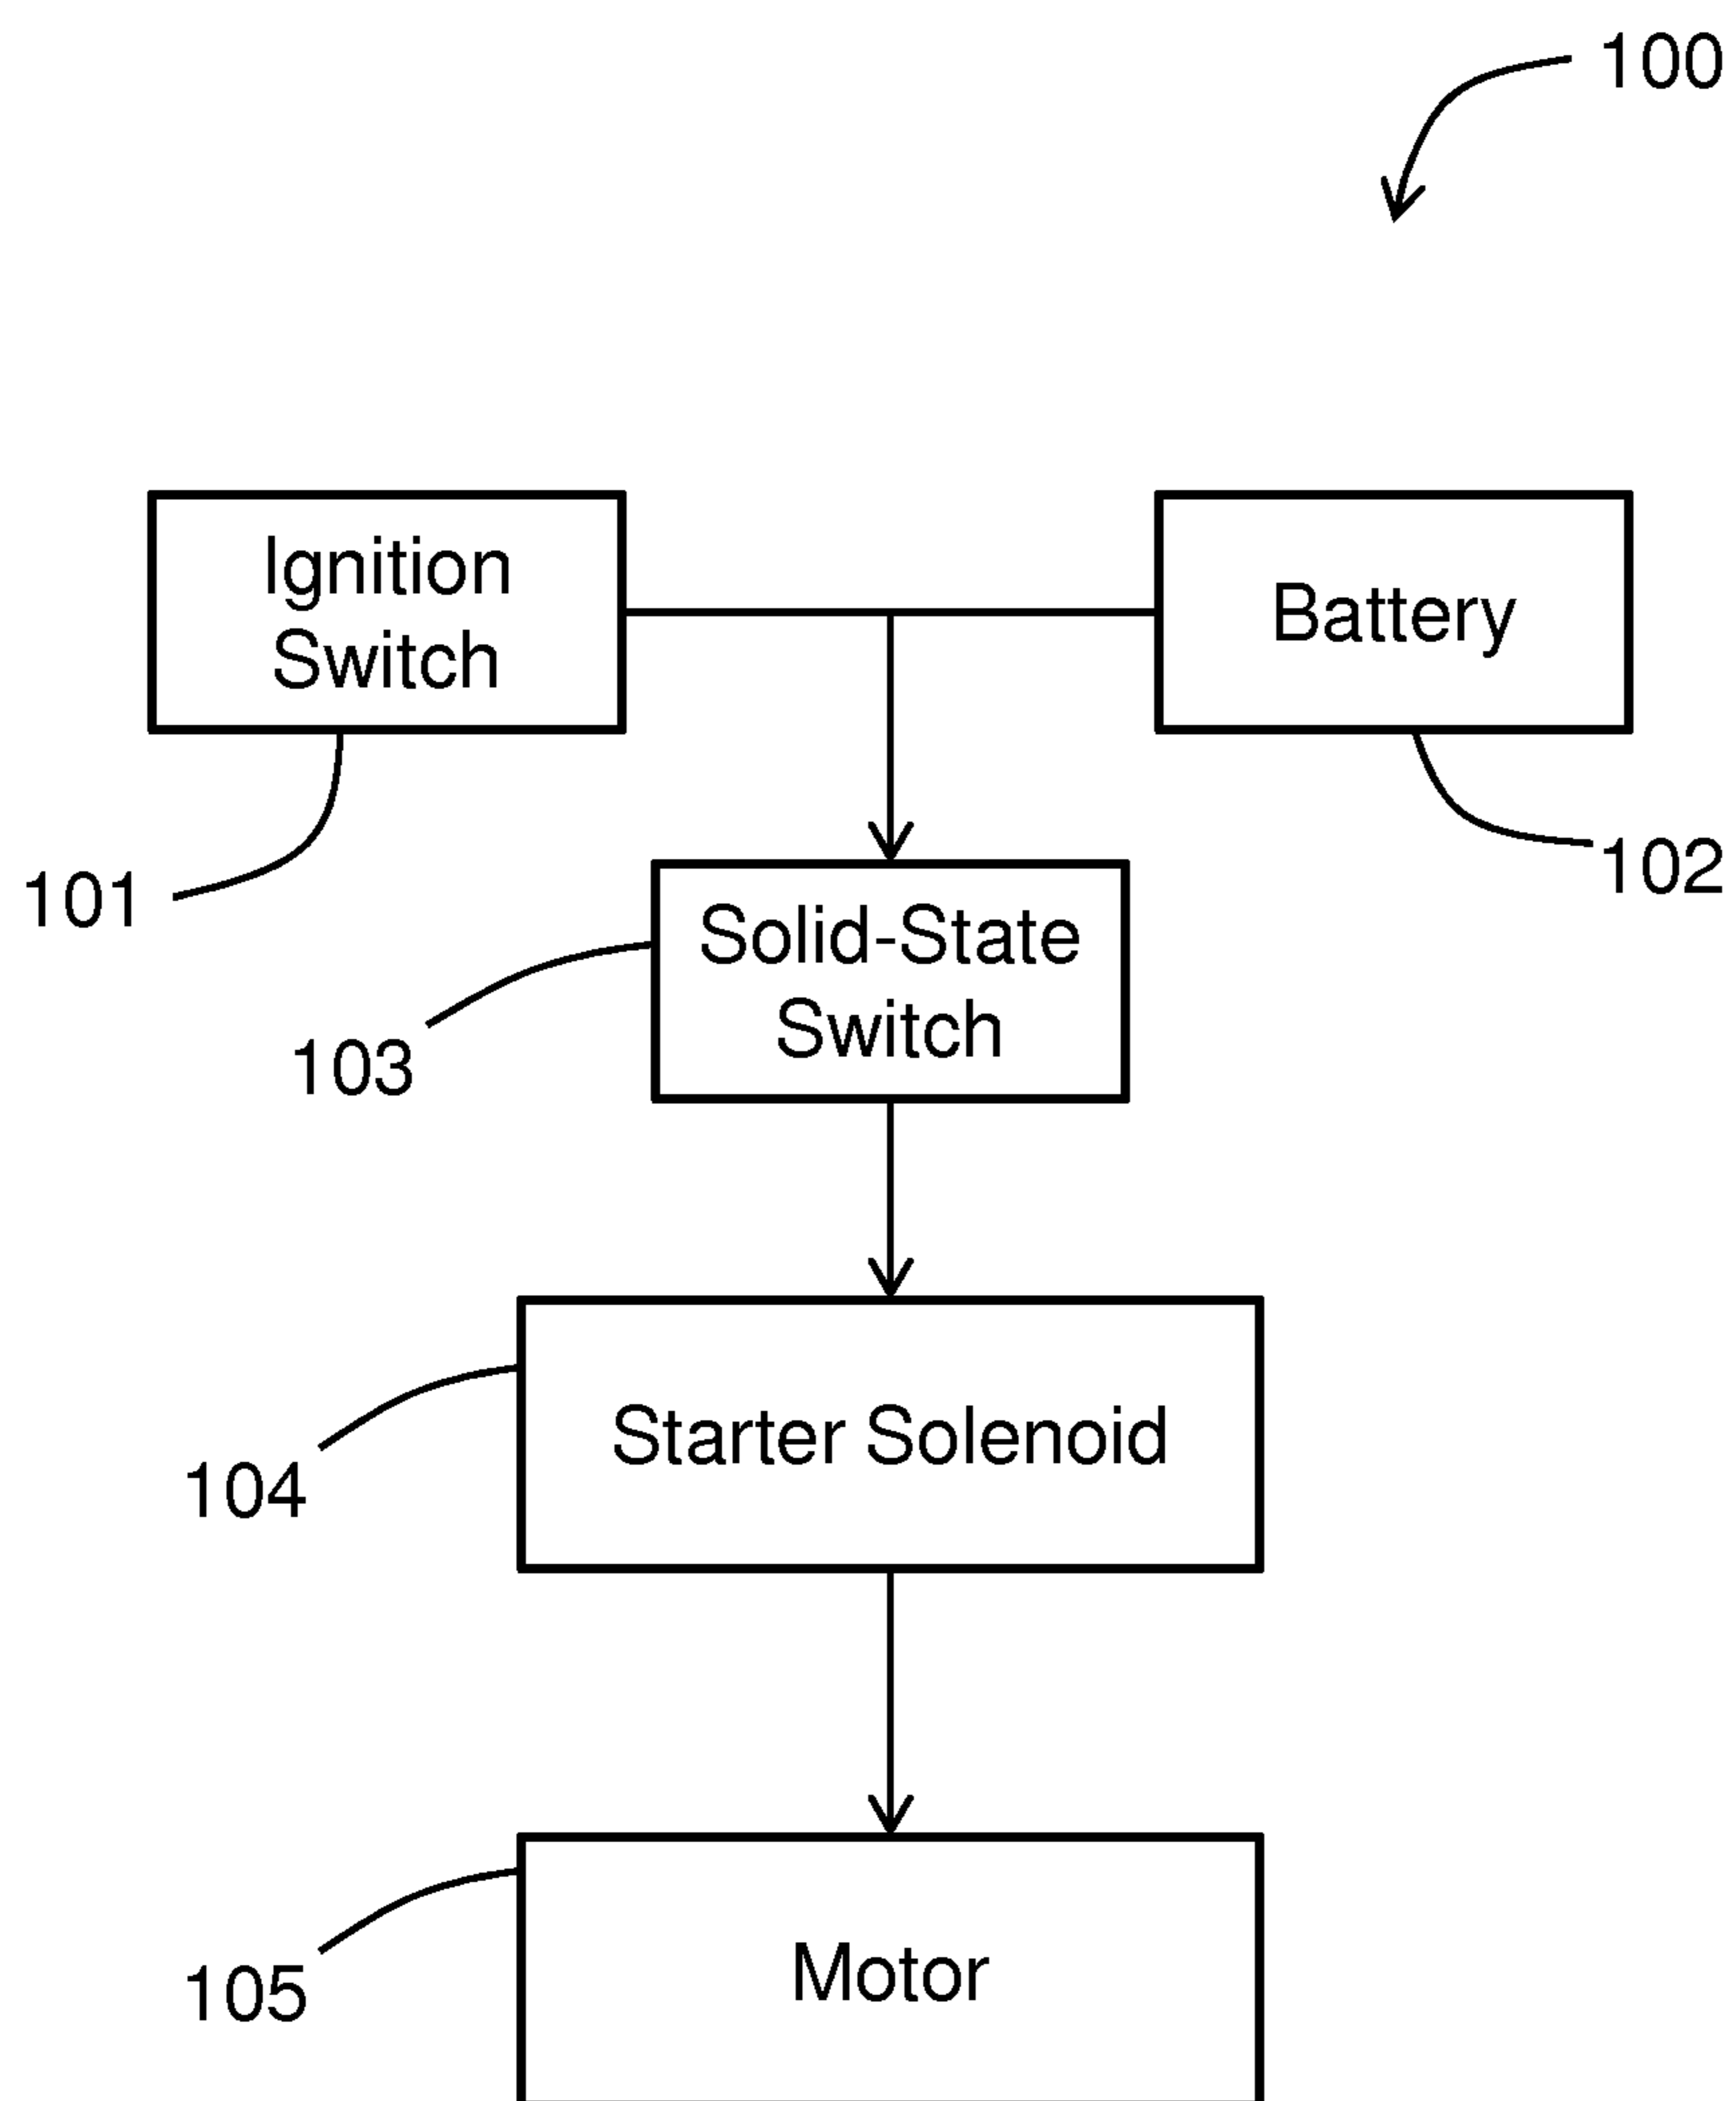 100
Ignition
Switch
Battery
101
102
Solid-State
Switch
103
Starter Solenoid
104
Motor
105